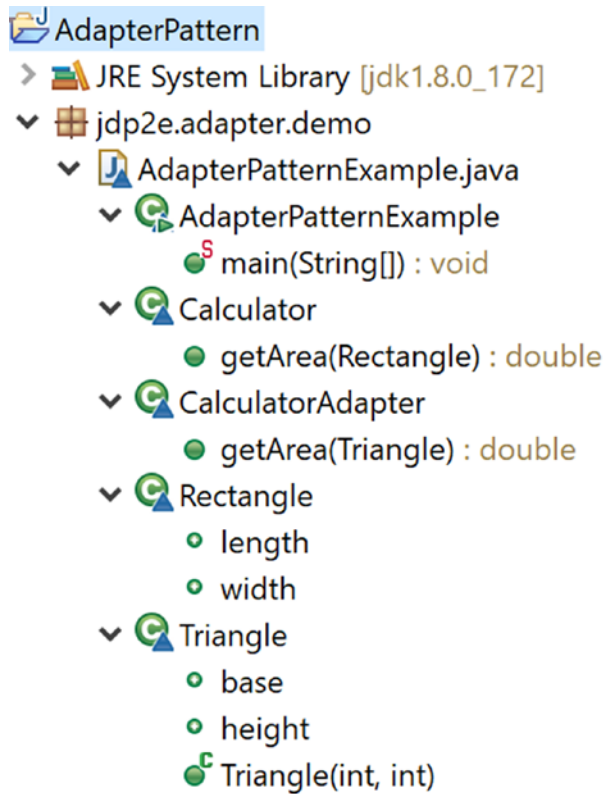 AdapterPattern
JRE System Library [jdk1.8.0_172]
jdp2e.adapter.demo
AdapterPatternExample.java
AdapterPatternExample
main(String[]) : void
Calculator
getArea(Rectangle) : double
CalculatorAdapter
getArea(Triangle) : double
Rectangle
length
width
Triangle
base
height
Triangle(int, int)